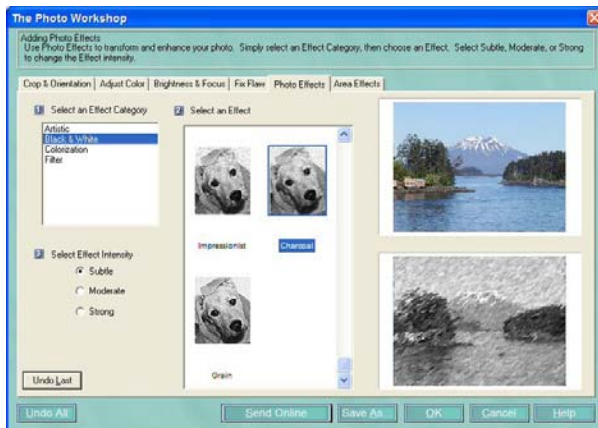 The Photo Workshop
Adding Photo Effects
Use Photo Effects to transform and enhance your photo. Simply select an Effect Category, then choose an Effect. Select Subtle, Moderate, or Strong
to change the Effect intensity.
Crop & Orientation Adjust Color Brightness & Focus Fix Flaw Photo Effects Area Effects
1 Select an Effect Category
Artistic
Black & White
Colorization
Filter
2 Select an Effect
Impressionist Charcoal
Grain
3 Select Effect Intensity
Subtle
Moderate
Strong
Undo Last
Undo All Send Online Save As... OK Cancel Help